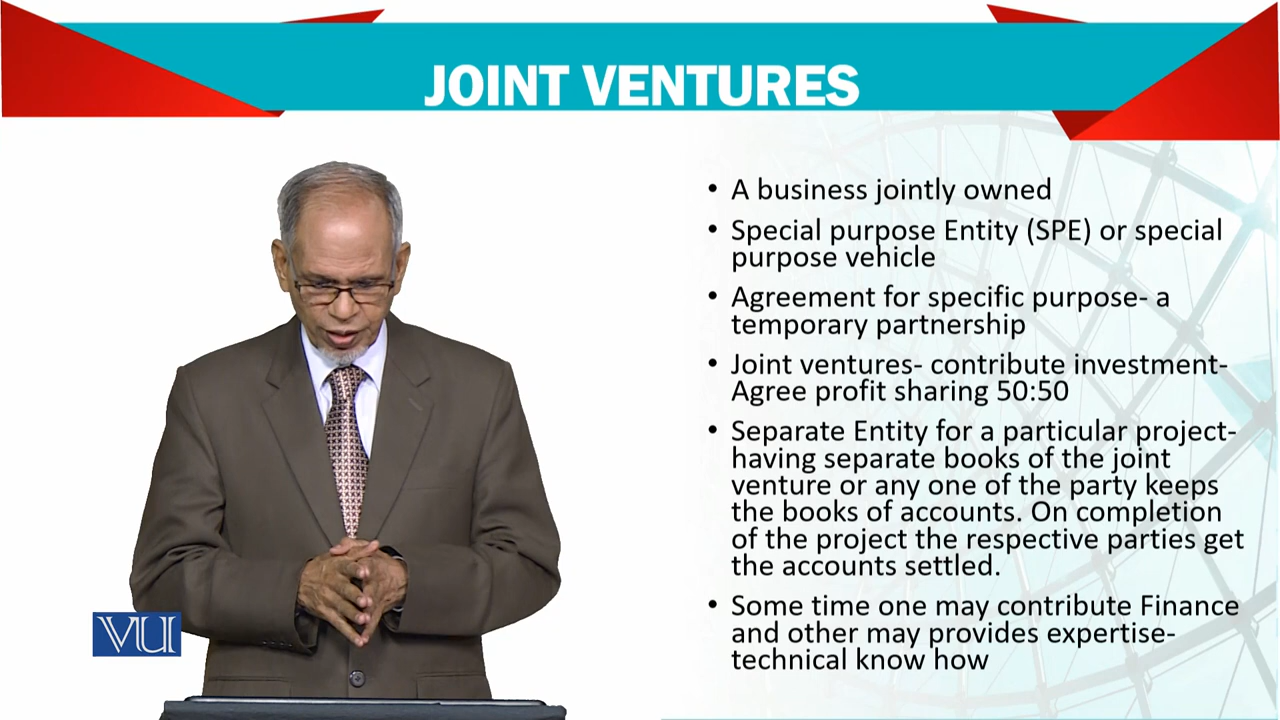 JOINT VENTURES
• A business jointly owned
• Special purpose Entity (SPE) or special
purpose vehicle
• Agreement for specific purpose- a
temporary partnership
• Joint ventures- contribute investment-
Agree profit sharing 50:50
• Separate Entity for a particular project-
having separate books of the joint
venture or any one of the party keeps
the books of accounts. On completion
of the project the respective parties get
the accounts settled.
• Some time one may contribute Finance
and other may provides expertise-
technical know how
VU